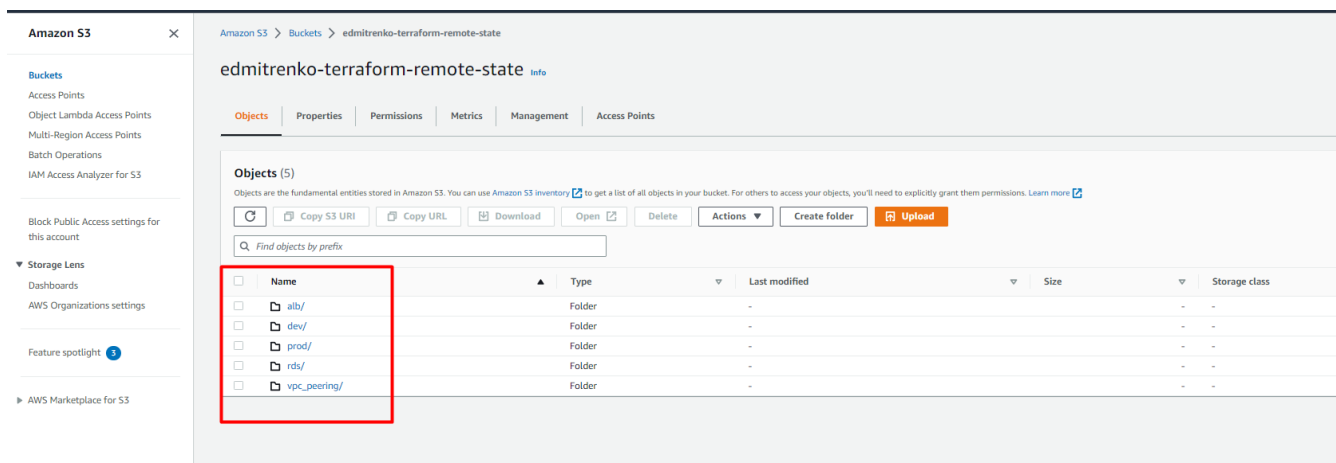 Amazon S3
Buckets
Access Points
Object Lambda Access Points
Multi-Region Access Points
Batch Operations
IAM Access Analyzer for S3
Block Public Access settings for
this account
Storage Lens
Dashboards
AWS Organizations settings
Feature spotlight 3
AWS Marketplace for S3
Amazon S3 > Buckets > edmitrenko-terraform-remote-state
edmitrenko-terraform-remote-state Info
Objects Properties Permissions Metrics Management Access Points
Objects (5)
Objects are the fundamental entities stored in Amazon S3. You can use Amazon S3 inventory to get a list of all objects in your bucket. For others to access your objects, you'll need to explicitly grant them permissions. Learn more
Copy S3 URI Copy URL Download Open Delete Actions Create folder Upload
Find objects by prefix
Name Type Last modified Size Storage class
alb/ Folder - - -
dev/ Folder - - -
prod/ Folder - - -
rds/ Folder - - -
vpc_peering/ Folder - - -